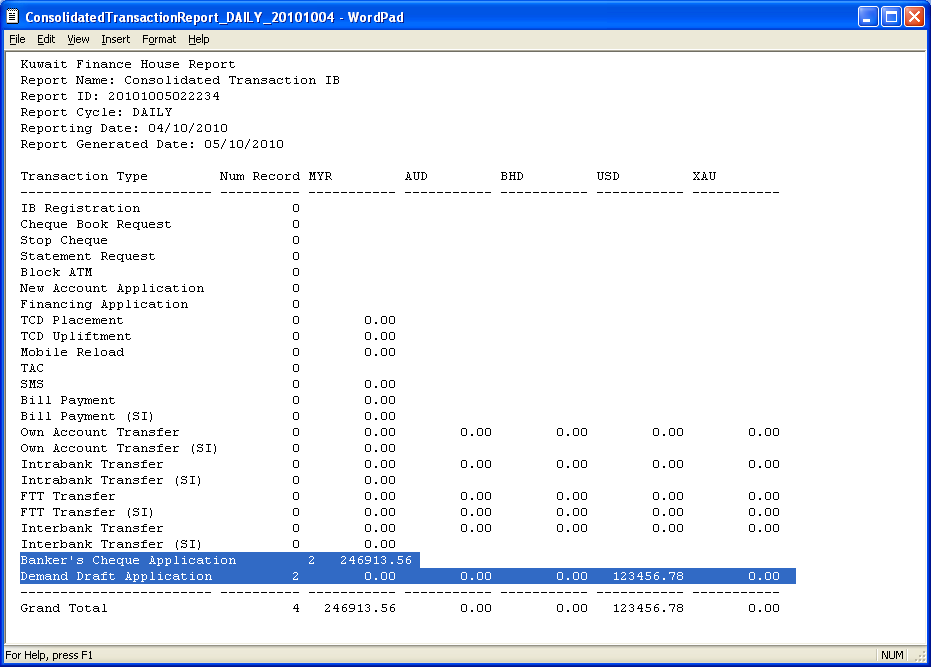 ConsolidatedTransactionReport_DAILY_20101004 - WordPad
File Edit View Insert Format Help
Kuwait Finance House Report
Report Name: Consolidated Transaction IB
Report ID: 20101005022234
Report Cycle: DAILY
Reporting Date: 04/10/2010
Report Generated Date: 05/10/2010
Transaction Type Num Record MYR AUD BHD USD XAU
------------------------ ---------- ----------- ----------- ----------- ----------- -----------
IB Registration 0
Cheque Book Request 0
Stop Cheque 0
Statement Request 0
Block ATM 0
New Account Application 0
Financing Application 0
TCD Placement 0 0.00
TCD Upliftment 0 0.00
Mobile Reload 0 0.00
TAC 0
SMS 0 0.00
Bill Payment 0 0.00
Bill Payment (SI) 0 0.00
Own Account Transfer 0 0.00 0.00 0.00 0.00 0.00
Own Account Transfer (SI) 0 0.00
Intrabank Transfer 0 0.00 0.00 0.00 0.00 0.00
Intrabank Transfer (SI) 0 0.00
FTT Transfer 0 0.00 0.00 0.00 0.00 0.00
FTT Transfer (SI) 0 0.00 0.00 0.00 0.00 0.00
Interbank Transfer 0 0.00 0.00 0.00 0.00 0.00
Interbank Transfer (SI) 0 0.00
Banker's Cheque Application 2 246913.56
Demand Draft Application 2 0.00 0.00 0.00 123456.78 0.00
------------------------ ---------- ----------- ----------- ----------- ----------- -----------
Grand Total 4 246913.56 0.00 0.00 123456.78 0.00
For Help, press F1 NUM